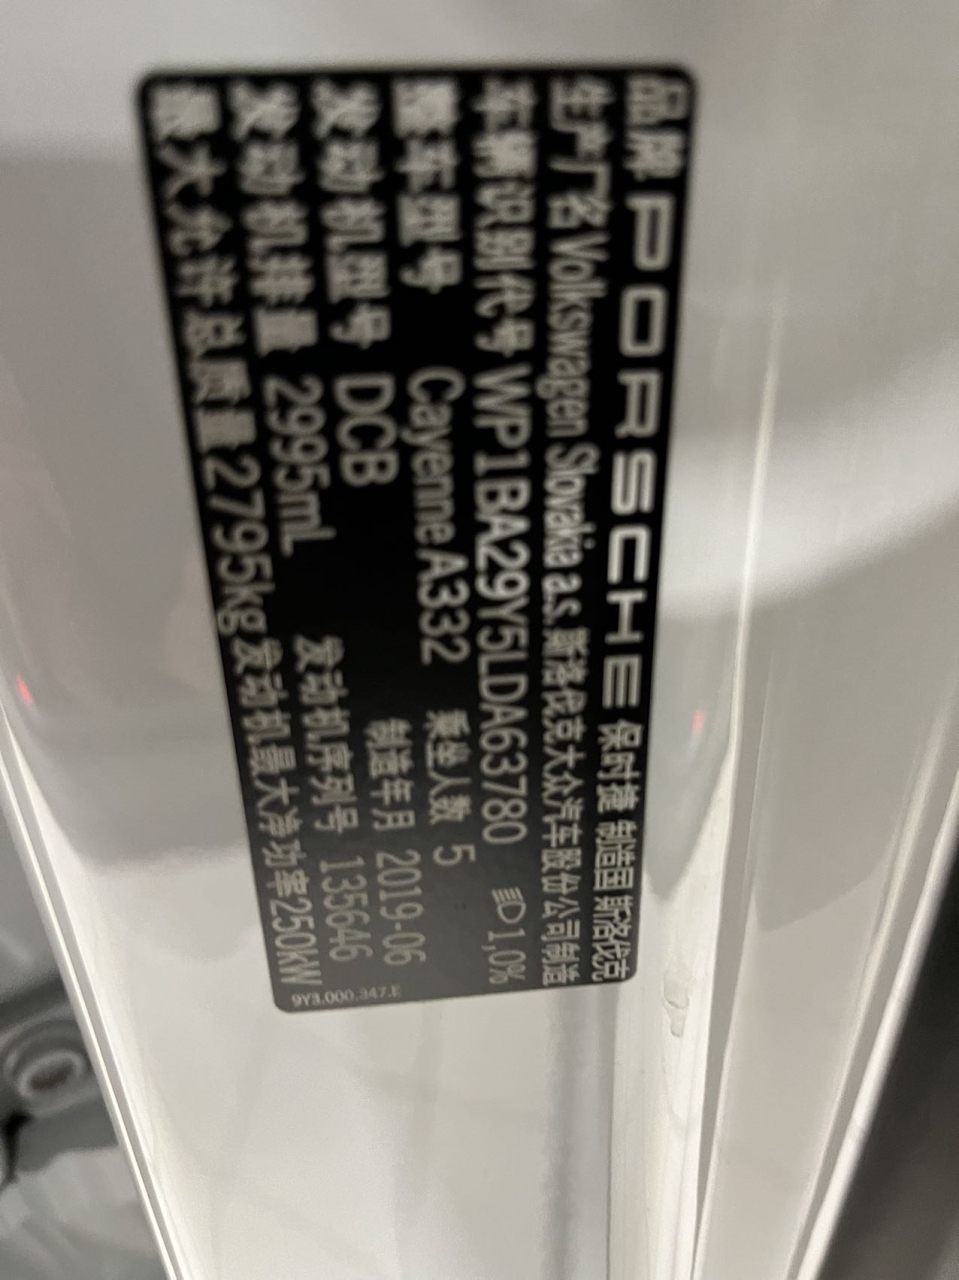 品牌 PORSCHE 保时捷 制造国 斯洛伐克
生产厂名 Volkswagen Slovakia a.s. 斯洛伐克大众汽车股份公司制造
车辆识别代号 WP1BA29Y5LDA63780 1,0%
整车型号 Cayenne A332 乘坐人数 5
发动机型号 DCB 制造年月 2019-06
发动机排量 2995mL 发动机序列号 135646
最大允许总质量 2795kg 发动机最大净功率250kW
9Y3.000.347.E